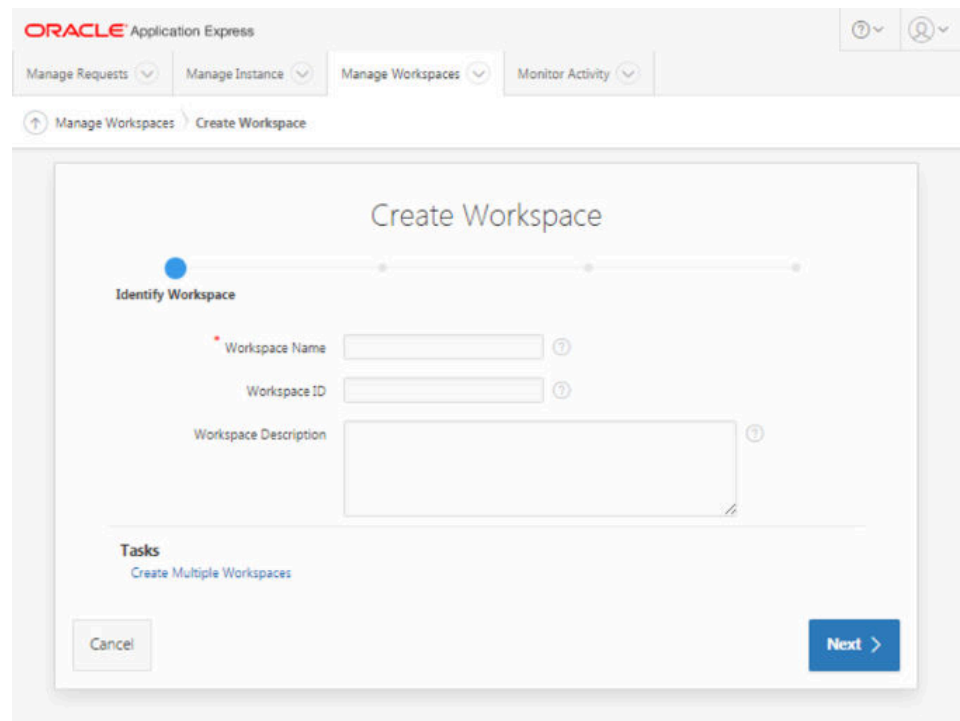 ORACLE Application Express
Manage Requests Manage Instance Manage Workspaces Monitor Activity
Manage Workspaces Create Workspace
Create Workspace
Identify Workspace
* Workspace Name
Workspace ID
Workspace Description
Tasks
Create Multiple Workspaces
Cancel Next